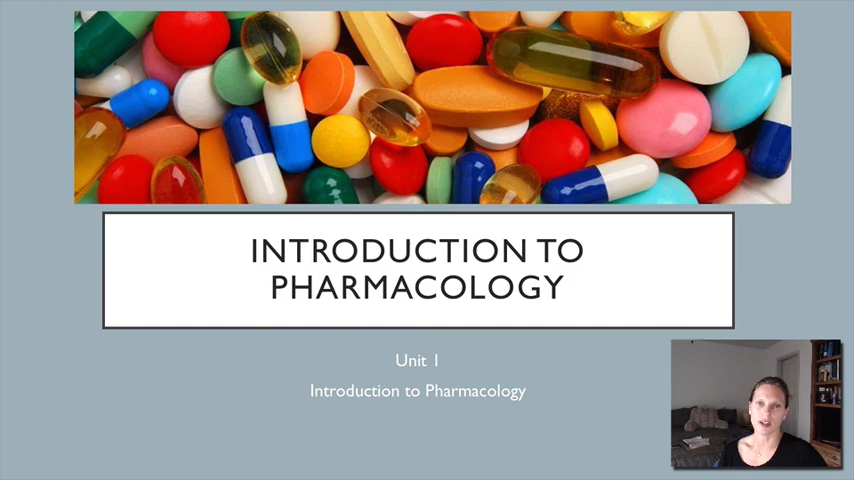 INTRODUCTION TO
PHARMACOLOGY
Unit 1
Introduction to Pharmacology